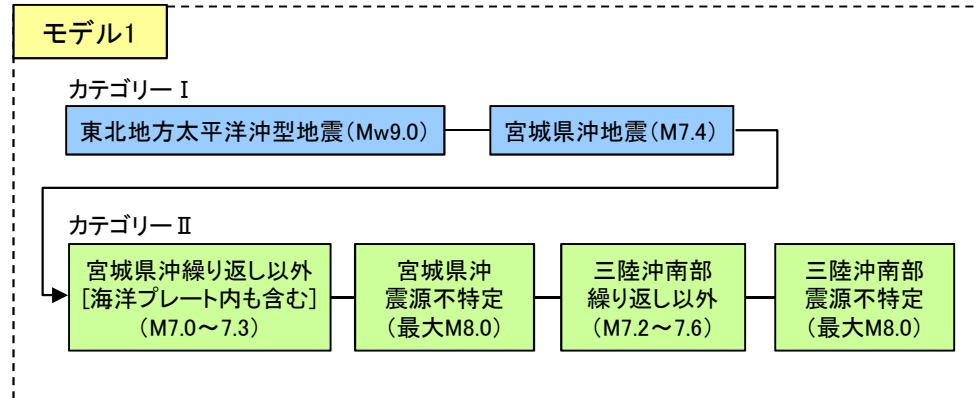 モデル1
カテゴリーⅠ
東北地方太平洋沖型地震(Mw9.0)
宮城県沖地震(M7.4)
カテゴリーⅡ
宮城県沖繰り返し以外
[海洋プレート内も含む]
(M7.0～7.3)
宮城県沖
震源不特定
(最大M8.0)
三陸沖南部
繰り返し以外
(M7.2～7.6)
三陸沖南部
震源不特定
(最大M8.0)